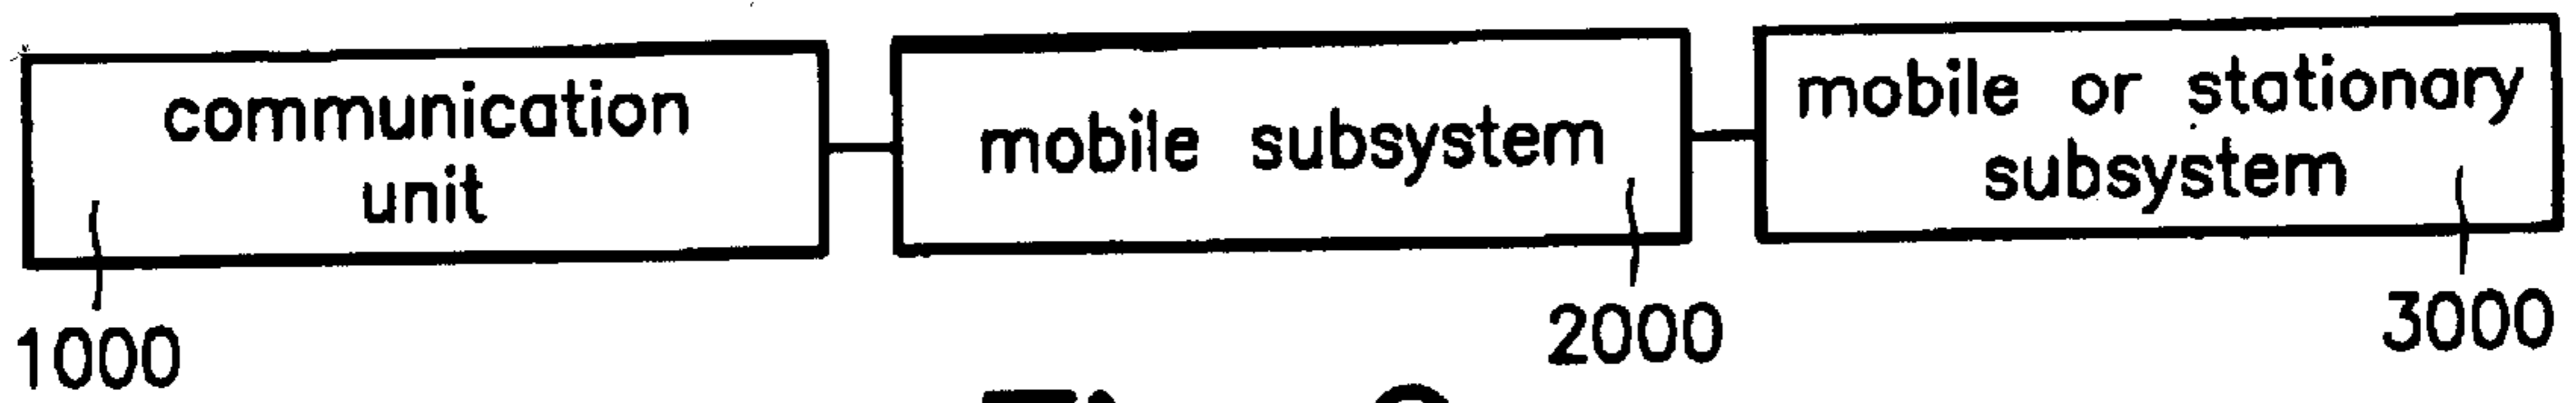 communication
unit
mobile subsystem
mobile or stationary
subsystem
1000
2000
3000